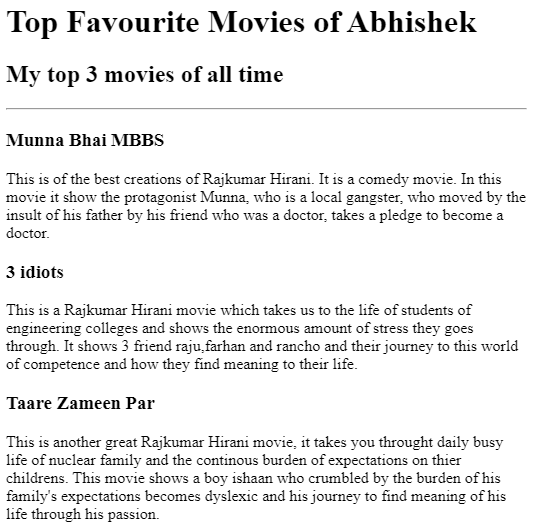 Top Favourite Movies of Abhishek
My top 3 movies of all time
Munna Bhai MBBS
This is of the best creations of Rajkumar Hirani. It is a comedy movie. In this
movie it show the protagonist Munna, who is a local gangster, who moved by the
insult of his father by his friend who was a doctor, takes a pledge to become a
doctor.
3 idiots
This is a Rajkumar Hirani movie which takes us to the life of students of
engineering colleges and shows the enormous amount of stress they goes
through. It shows 3 friend raju,farhan and rancho and their journey to this world
of competence and how they find meaning to their life.
Taare Zameen Par
This is another great Rajkumar Hirani movie, it takes you throught daily busy
life of nuclear family and the continous burden of expectations on thier
childrens. This movie shows a boy ishaan who crumbled by the burden of his
family's expectations becomes dyslexic and his journey to find meaning of his
life through his passion.